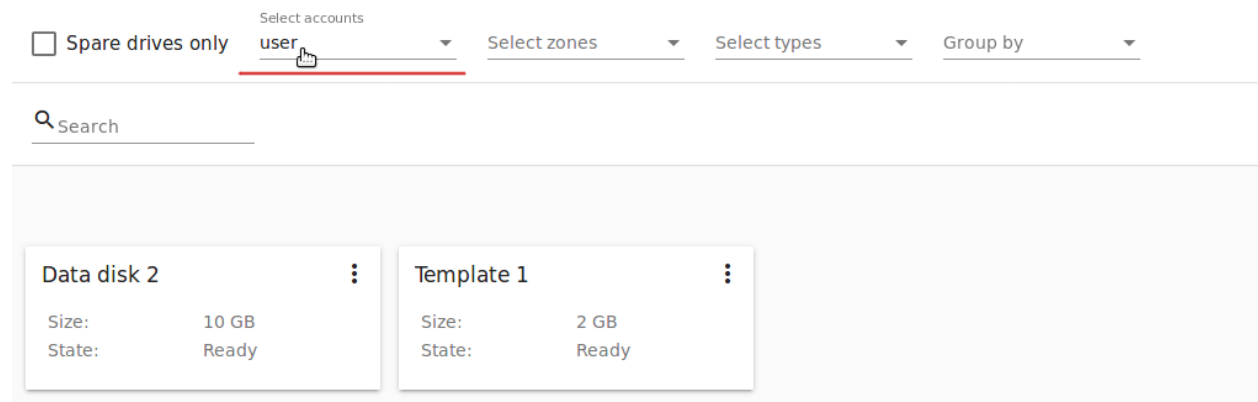 Select accounts
Spare drives only user Select zones Select types Group by
Search
Data disk 2 Template 1
Size: 10 GB Size: 2 GB
State: Ready State: Ready